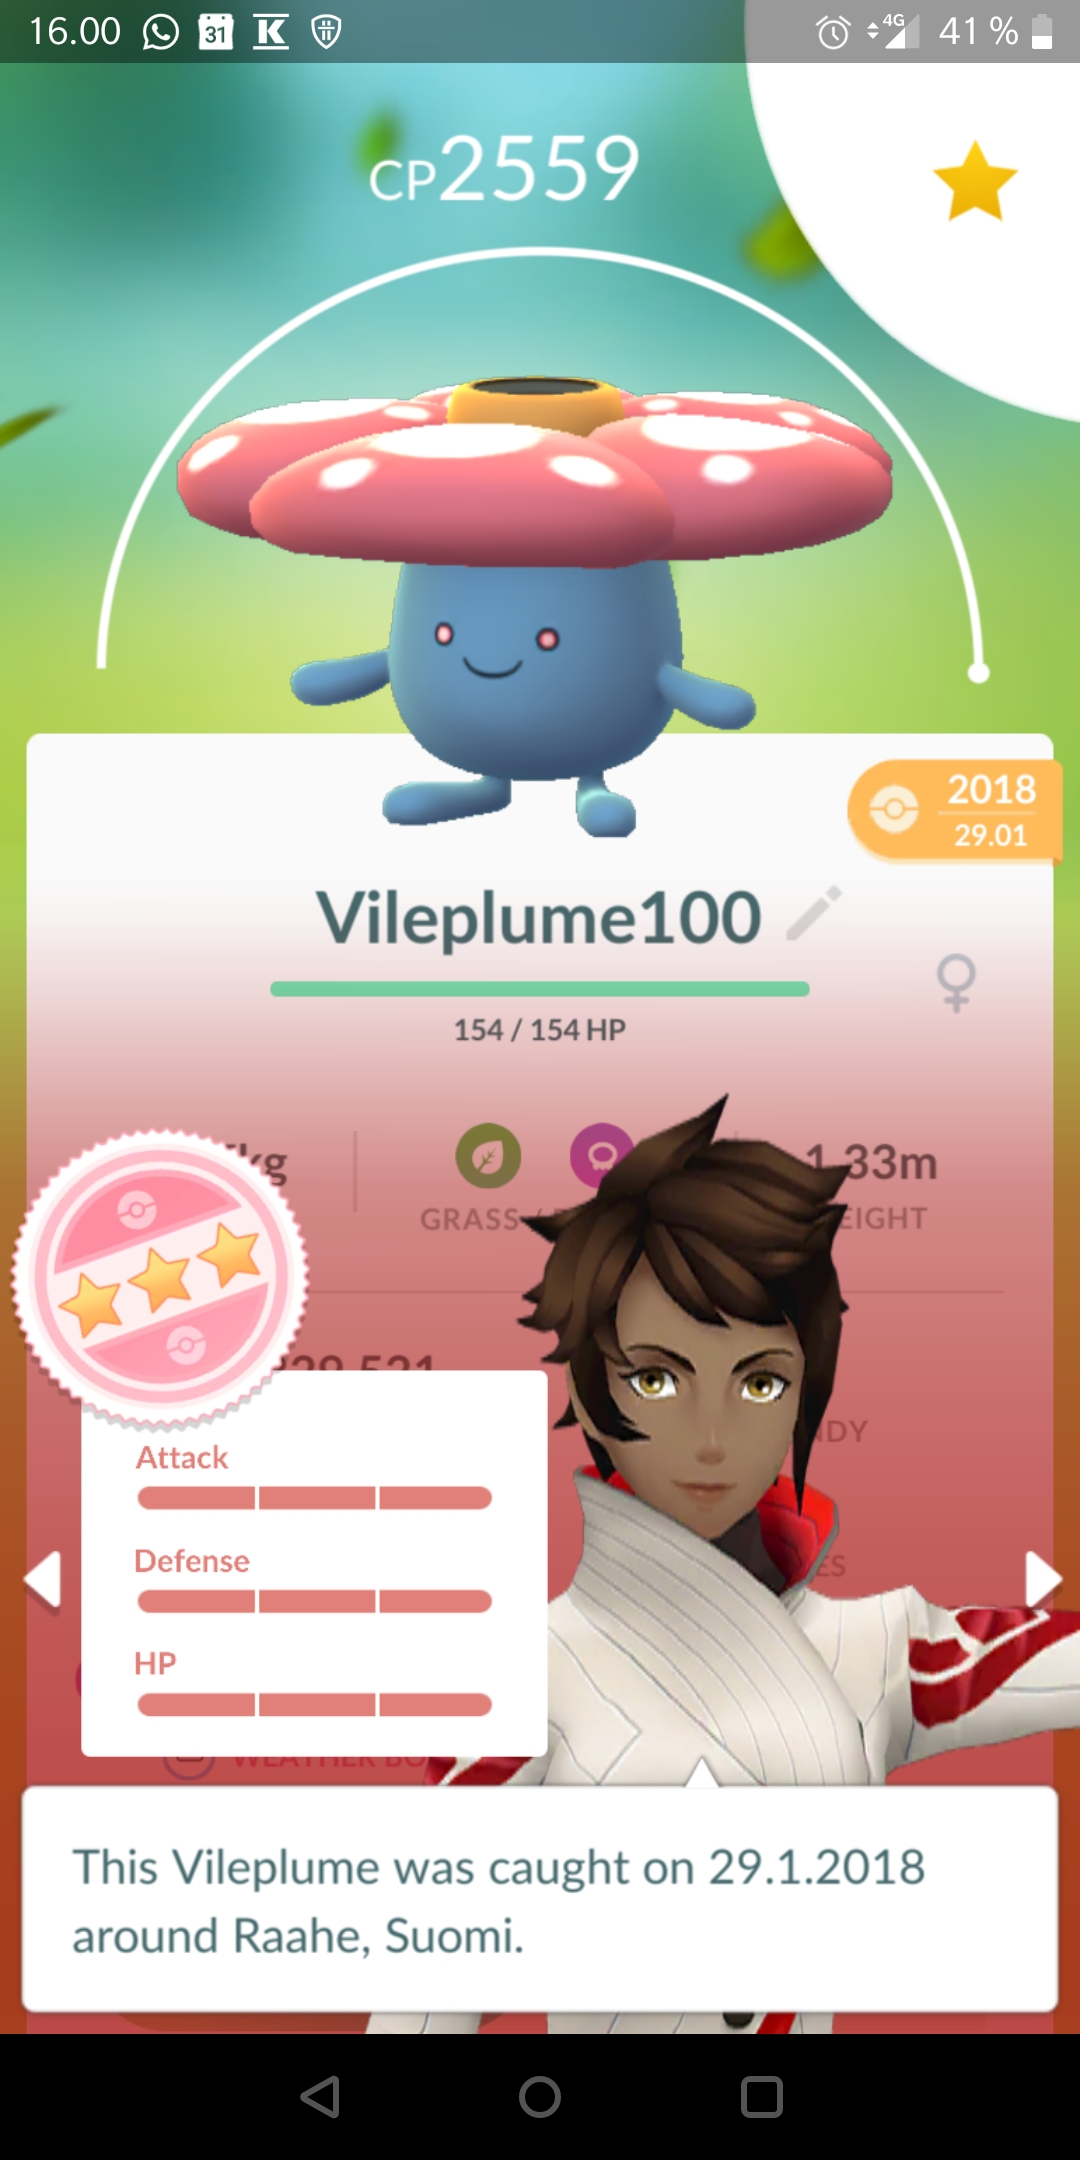 16.00 31 K 4G 41 %
CP2559
2018
29.01
Vileplume100
154 / 154 HP
kg 1.33m
GRASS /
Attack
Defense
HP
WEATHER
This Vileplume was caught on 29.1.2018
around Raahe, Suomi.